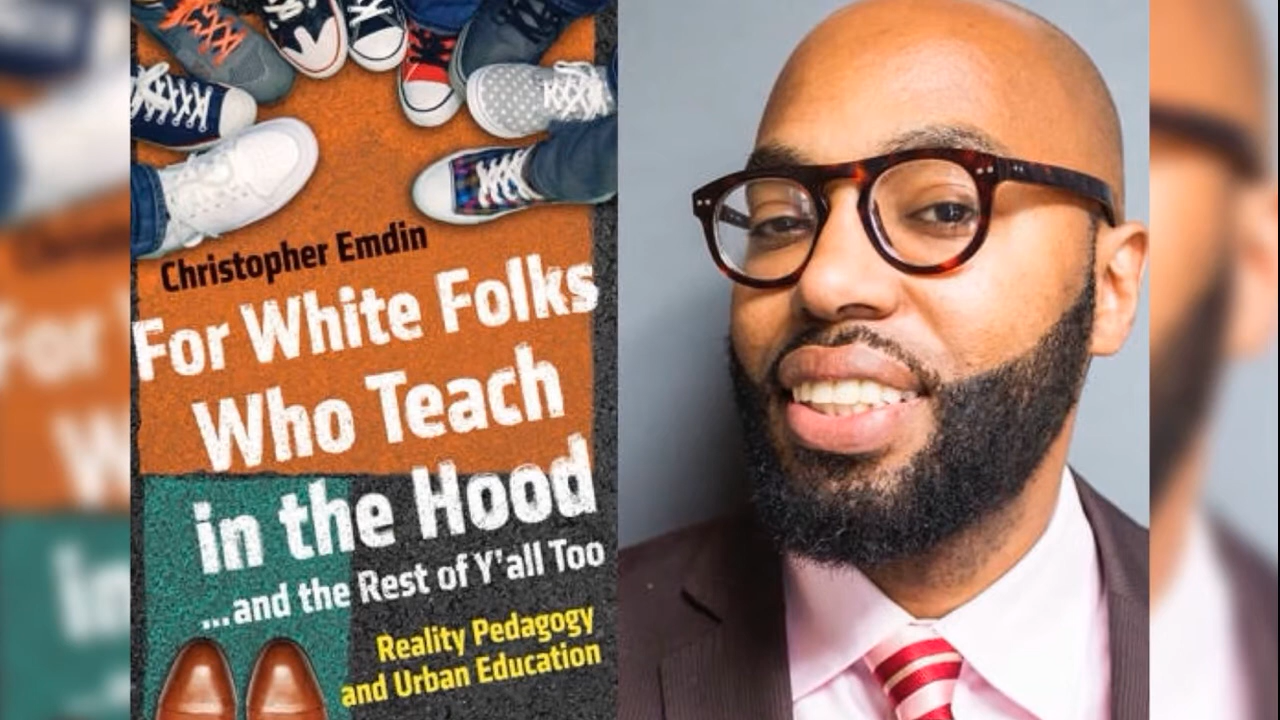 Christopher Emdin
For White Folks
Who Teach
in the Hood
...and the Rest of Y'all Too
Reality Pedagogy
and Urban Education